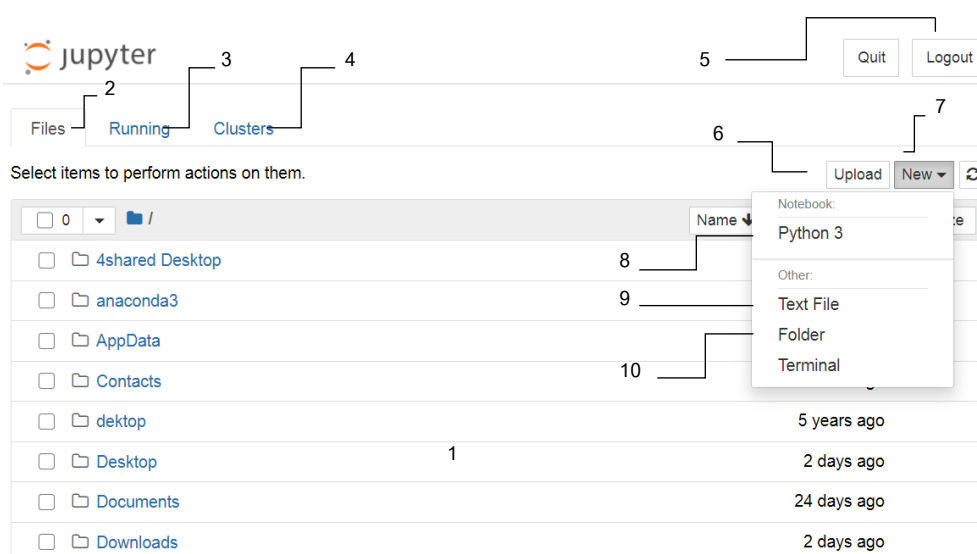 jupyter
3
4
5
Quit
Logout
2
7
Files
Running
Clusters
6
Select items to perform actions on them.
Upload
New
0
/
Name
Notebook:
Python 3
8
4shared Desktop
Other:
9
anaconda3
Text File
AppData
Folder
10
Terminal
Contacts
dektop
5 years ago
1
Desktop
2 days ago
Documents
24 days ago
Downloads
2 days ago